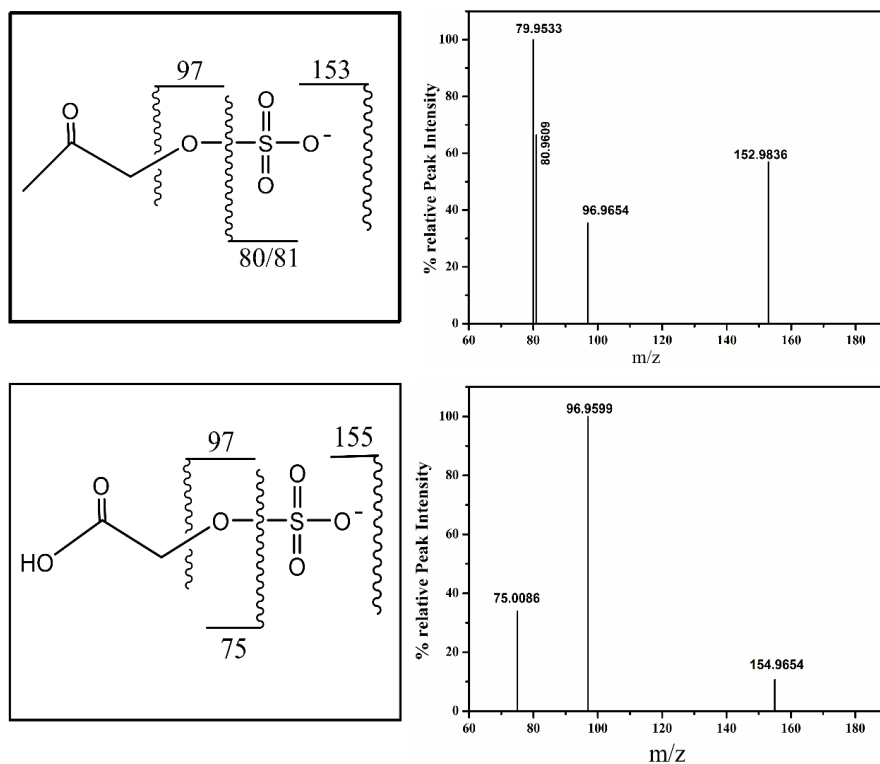 97
153
O
O
O
S
O⁻
O
80/81
% relative Peak Intensity
100
80
60
40
20
0
79.9533
80.9609
96.9654
152.9836
60 80 100 120 140 160 180
m/z
97
155
O
O
HO
O
S
O⁻
O
75
% relative Peak Intensity
100
80
60
40
20
0
96.9599
75.0086
154.9654
60 80 100 120 140 160 180
m/z